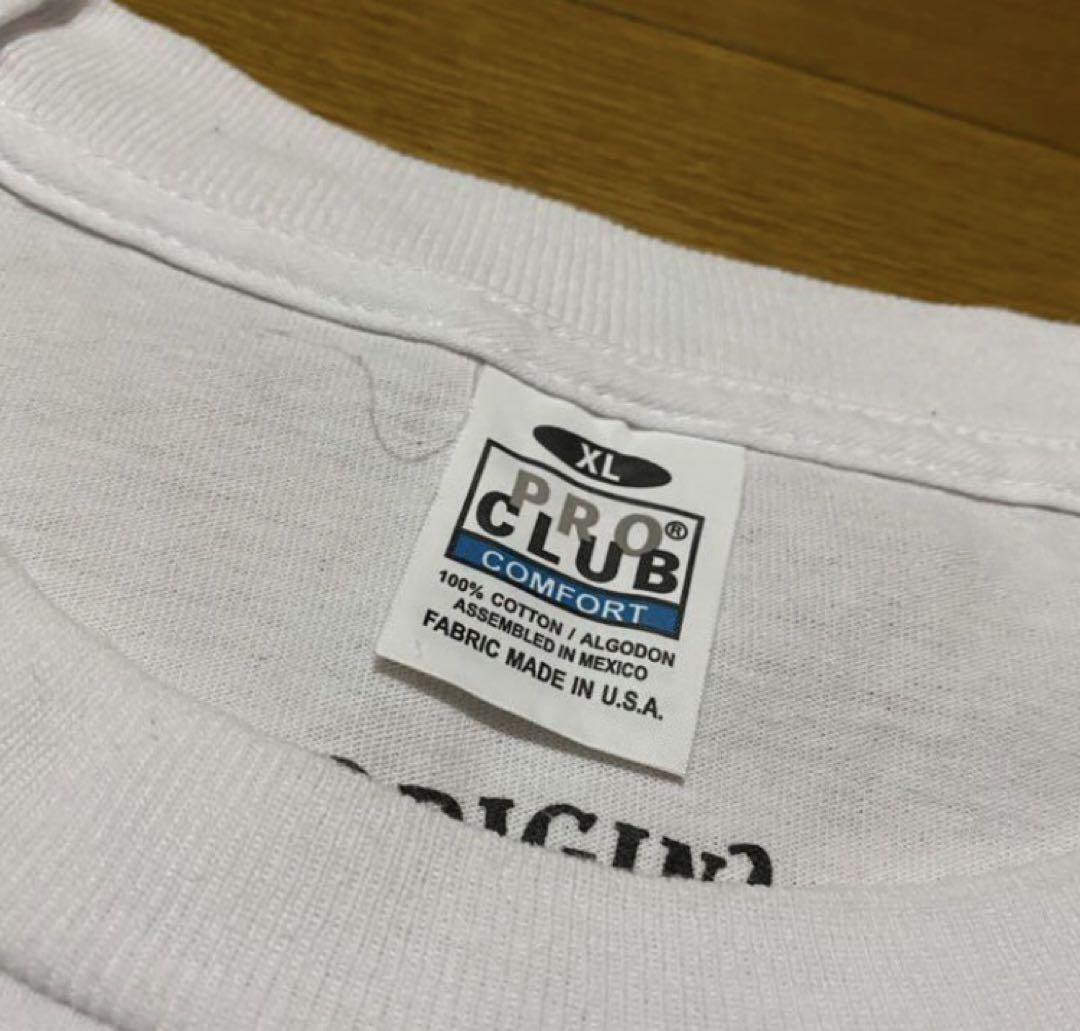 XL
PRO®
CLUB
COMFORT
100% COTTON / ALGODON
ASSEMBLED IN MEXICO
FABRIC MADE IN U.S.A.